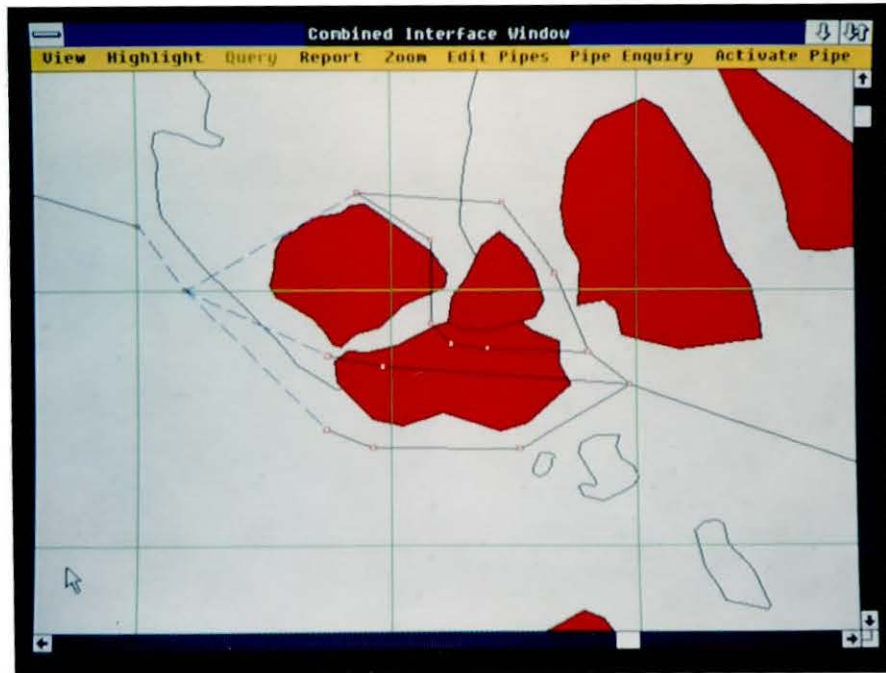 Combined Interface Window
View Highlight Query Report Zoom Edit Pipes Pipe Enquiry Activate Pipe